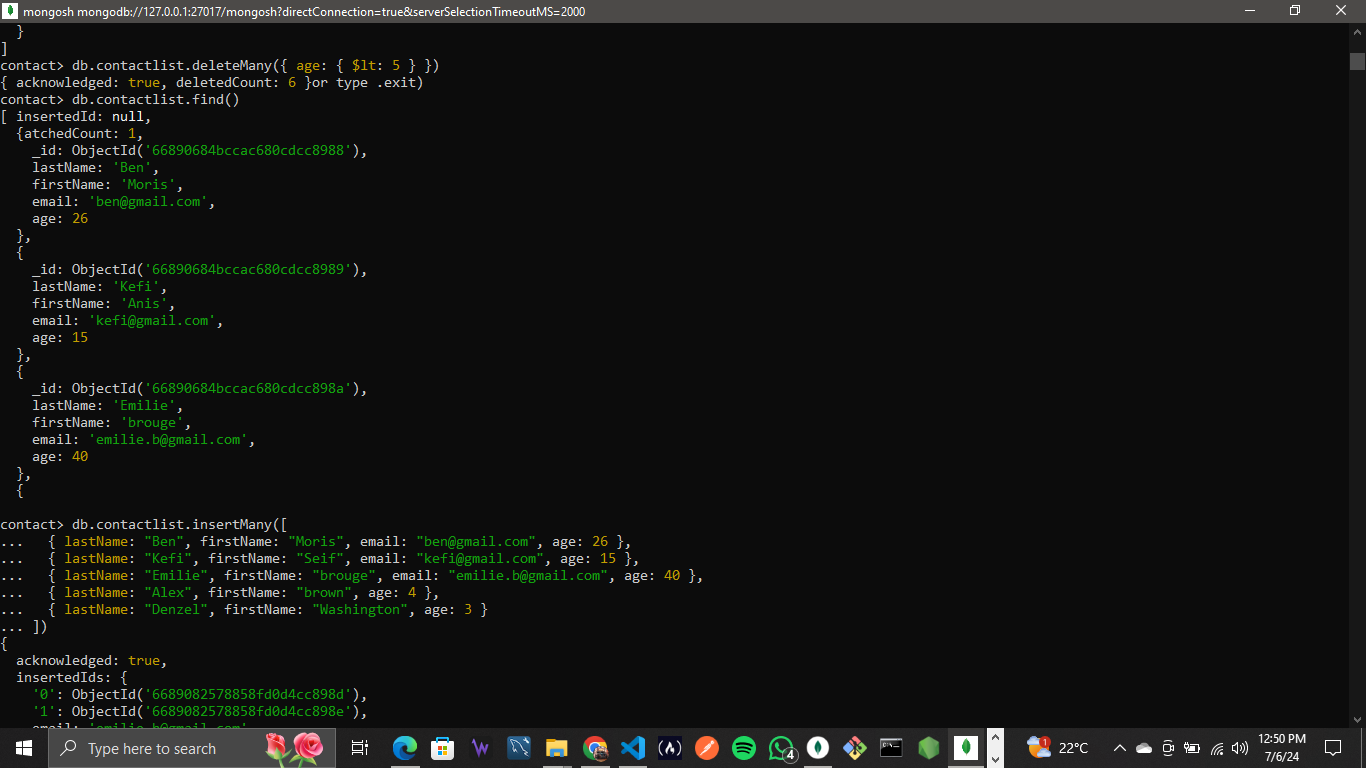 mongosh mongodb://127.0.0.1:27017/mongosh?directConnection=true&serverSelectionTimeoutMS=2000
  }
]
contact> db.contactlist.deleteMany({ age: { $lt: 5 } })
{ acknowledged: true, deletedCount: 6 }or type .exit)
contact> db.contactlist.find()
[ insertedId: null,
  {atchedCount: 1,
    _id: ObjectId('66890684bccac680cdcc8988'),
    lastName: 'Ben',
    firstName: 'Moris',
    email: 'ben@gmail.com',
    age: 26
  },
  {
    _id: ObjectId('66890684bccac680cdcc8989'),
    lastName: 'Kefi',
    firstName: 'Anis',
    email: 'kefi@gmail.com',
    age: 15
  },
  {
    _id: ObjectId('66890684bccac680cdcc898a'),
    lastName: 'Emilie',
    firstName: 'brouge',
    email: 'emilie.b@gmail.com',
    age: 40
  },
  {
contact> db.contactlist.insertMany([
...   { lastName: "Ben", firstName: "Moris", email: "ben@gmail.com", age: 26 },
...   { lastName: "Kefi", firstName: "Seif", email: "kefi@gmail.com", age: 15 },
...   { lastName: "Emilie", firstName: "brouge", email: "emilie.b@gmail.com", age: 40 },
...   { lastName: "Alex", firstName: "brown", age: 4 },
...   { lastName: "Denzel", firstName: "Washington", age: 3 }
... ])
{
  acknowledged: true,
  insertedIds: {
    '0': ObjectId('6689082578858fd0d4cc898d'),
    '1': ObjectId('6689082578858fd0d4cc898e'),
    email: 'emilie.b@gmail.com'
Type here to search
4
1
22°C
12:50 PM
7/6/24